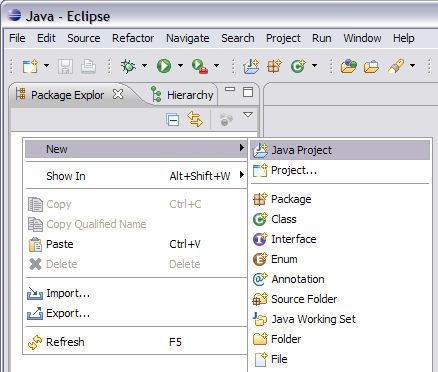 Java - Eclipse
File Edit Source Refactor Navigate Search Project Run Window Help
Package Explor Hierarchy
New
Show In Alt+Shift+W
Copy Ctrl+C
Copy Qualified Name
Paste Ctrl+V
Delete Delete
Import...
Export...
Refresh F5
Java Project
Project...
Package
Class
Interface
Enum
Annotation
Source Folder
Java Working Set
Folder
File